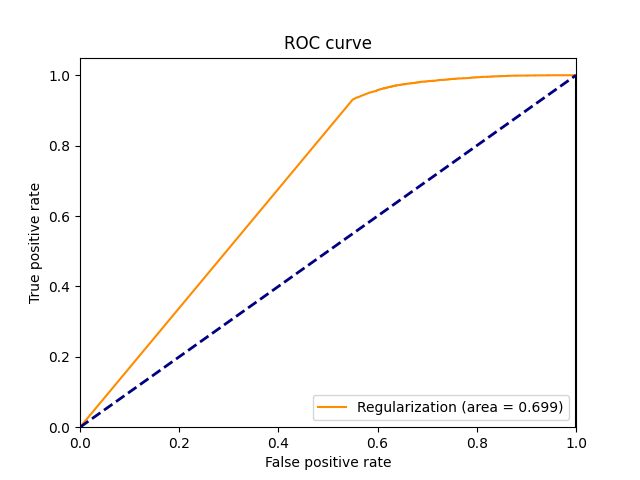 ROC curve
True positive rate
1.0
0.8
0.6
0.4
0.2
0.0
Regularization (area = 0.699)
0.0 0.2 0.4 0.6 0.8 1.0
False positive rate